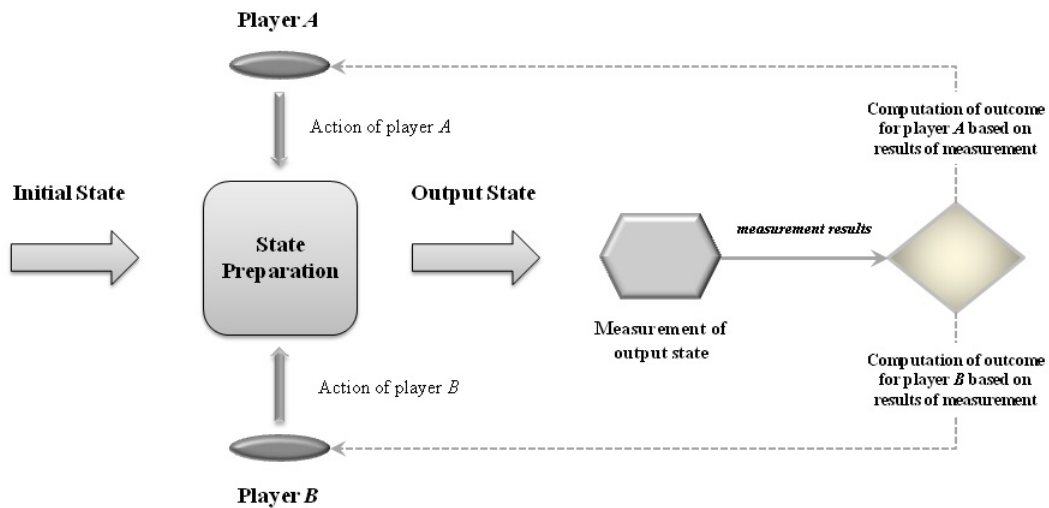 Player A
Action of player A
Computation of outcome
for player A based on
results of measurement
Initial State
Output State
State
Preparation
measurement results
Measurement of
output state
Computation of outcome
for player B based on
results of measurement
Action of player B
Player B